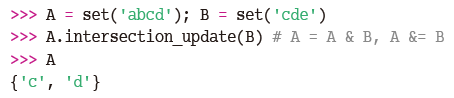 >>> A = set('abcd'); B = set('cde')
>>> A.intersection_update(B) # A = A & B, A &= B
>>> A
{'c', 'd'}